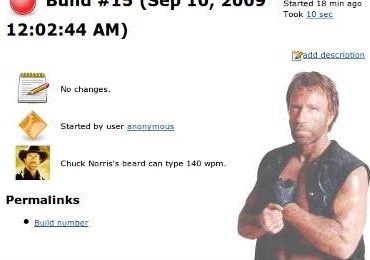 Build #15 (Sep 10, 2009
12:02:44 AM)
Started 18 min ago
Took 10 sec
add description
No changes.
Started by user anonymous
Chuck Norris's beard can type 140 wpm.
Permalinks
Build number